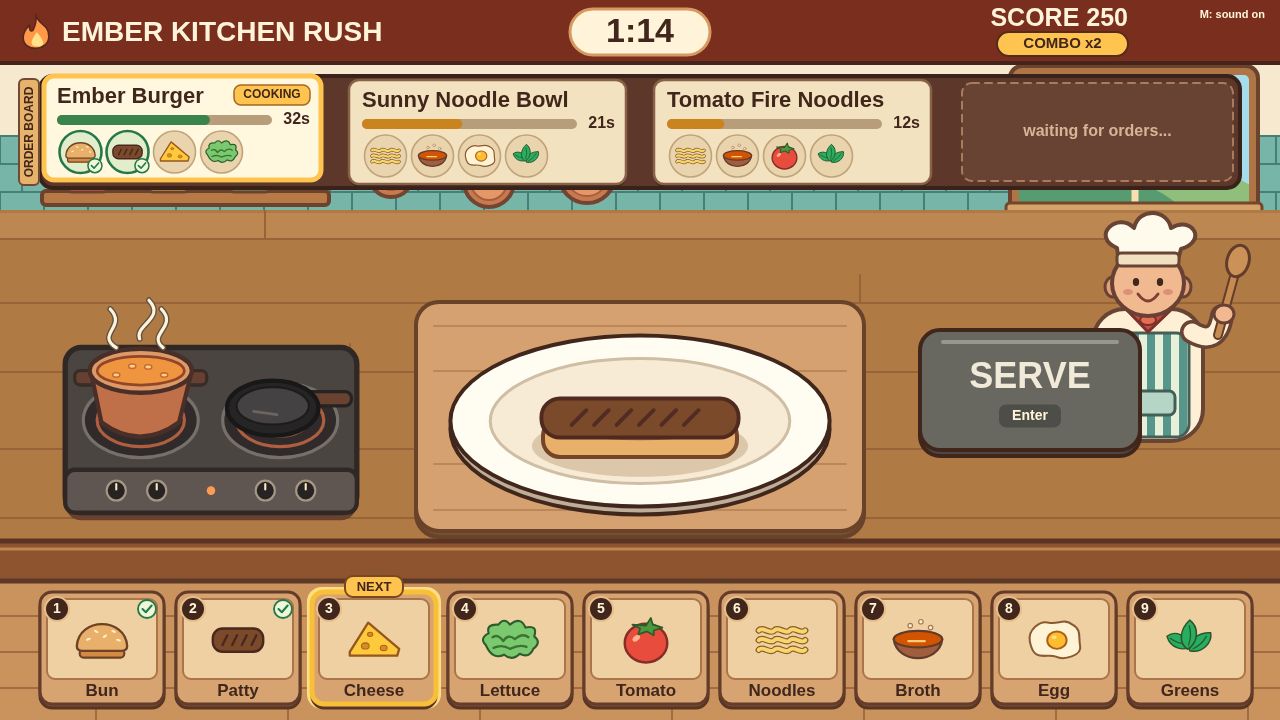 EMBER KITCHEN RUSH
1:14
SCORE 250
COMBO x2
M: sound on
ORDER BOARD
Ember Burger
COOKING
32s
Sunny Noodle Bowl
21s
Tomato Fire Noodles
12s
waiting for orders...
SERVE
Enter
NEXT
1
Bun
2
Patty
3
Cheese
4
Lettuce
5
Tomato
6
Noodles
7
Broth
8
Egg
9
Greens